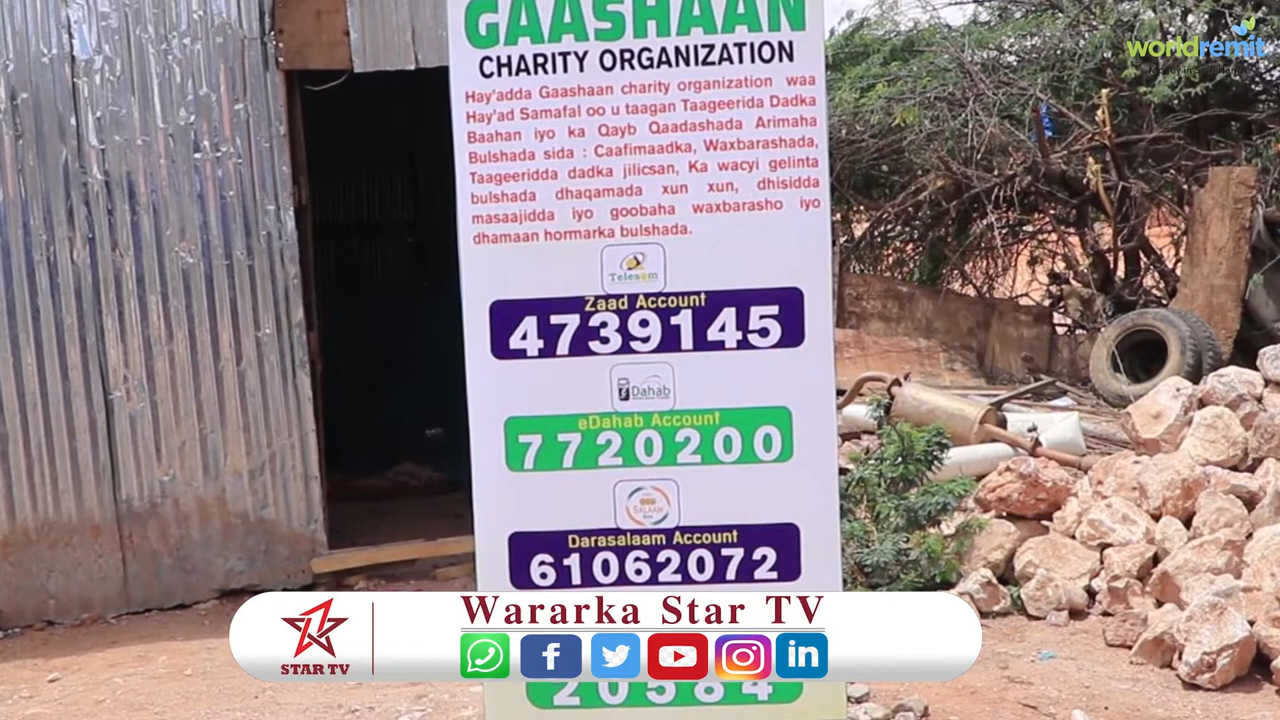 GAASHAAN
CHARITY ORGANIZATION
Hay'adda Gaashaan charity organization waa
Hay'ad Samafal oo u taagan Taageerida Dadka
Baahan iyo ka Qayb Qaadashada Arimaha
Bulshada sida : Caafimaadka, Waxbarashada,
Taageeridda dadka jilicsan, Ka wacyi gelinta
bulshada dhaqamada xun xun, dhisidda
masaajidda iyo goobaha waxbarasho iyo
dhamaan hormarka bulshada.
Telesom
Zaad Account
4739145
Dahab
eDahab Account
7720200
SALAAM
Darasalaam Account
61062072
20584
worldremit
STAR TV
Wararka Star TV